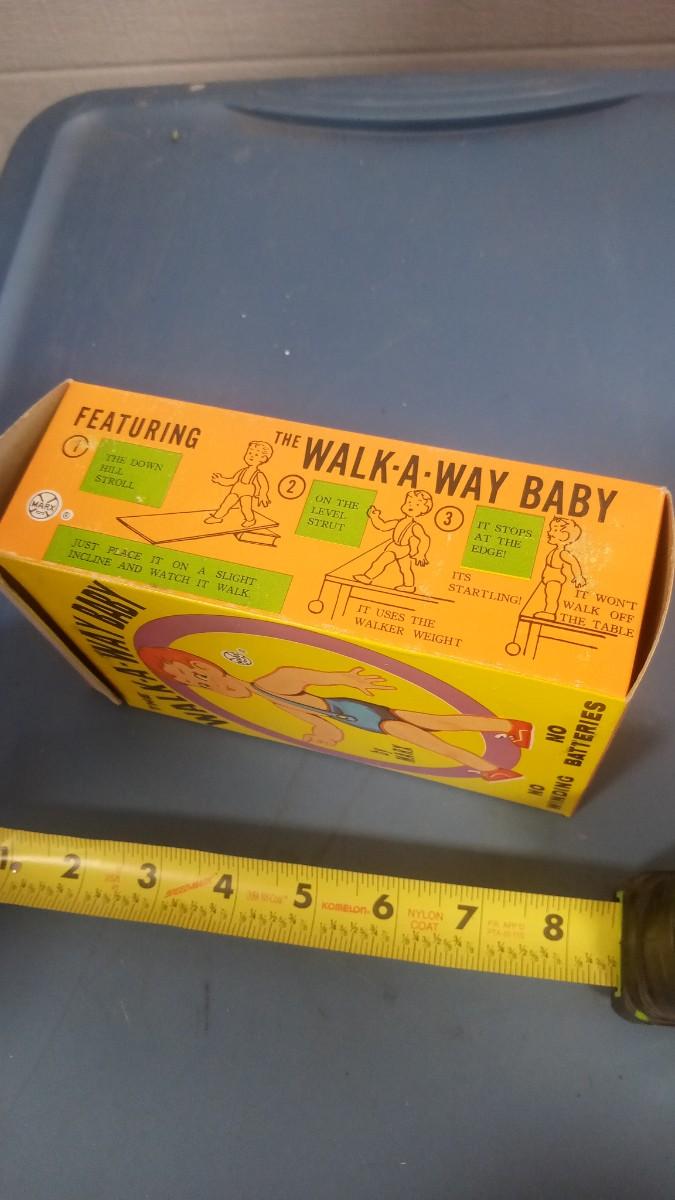 FEATURING
1
THE DOWN
HILL
STROLL
MARX
®
JUST PLACE IT ON A SLIGHT
INCLINE AND WATCH IT WALK
THE WALK-A-WAY BABY
2
ON THE
LEVEL
STRUT
IT USES THE
WALKER WEIGHT
3
IT STOPS
AT THE
EDGE!
ITS
STARTLING!
IT WON'T
WALK OFF
THE TABLE
THE
WALK-A-WAY BABY
MARX
by
MARX
NO NO
WINDING BATTERIES
1 2 3 4 5 6 7 8
KOMELON
NYLON
COAT